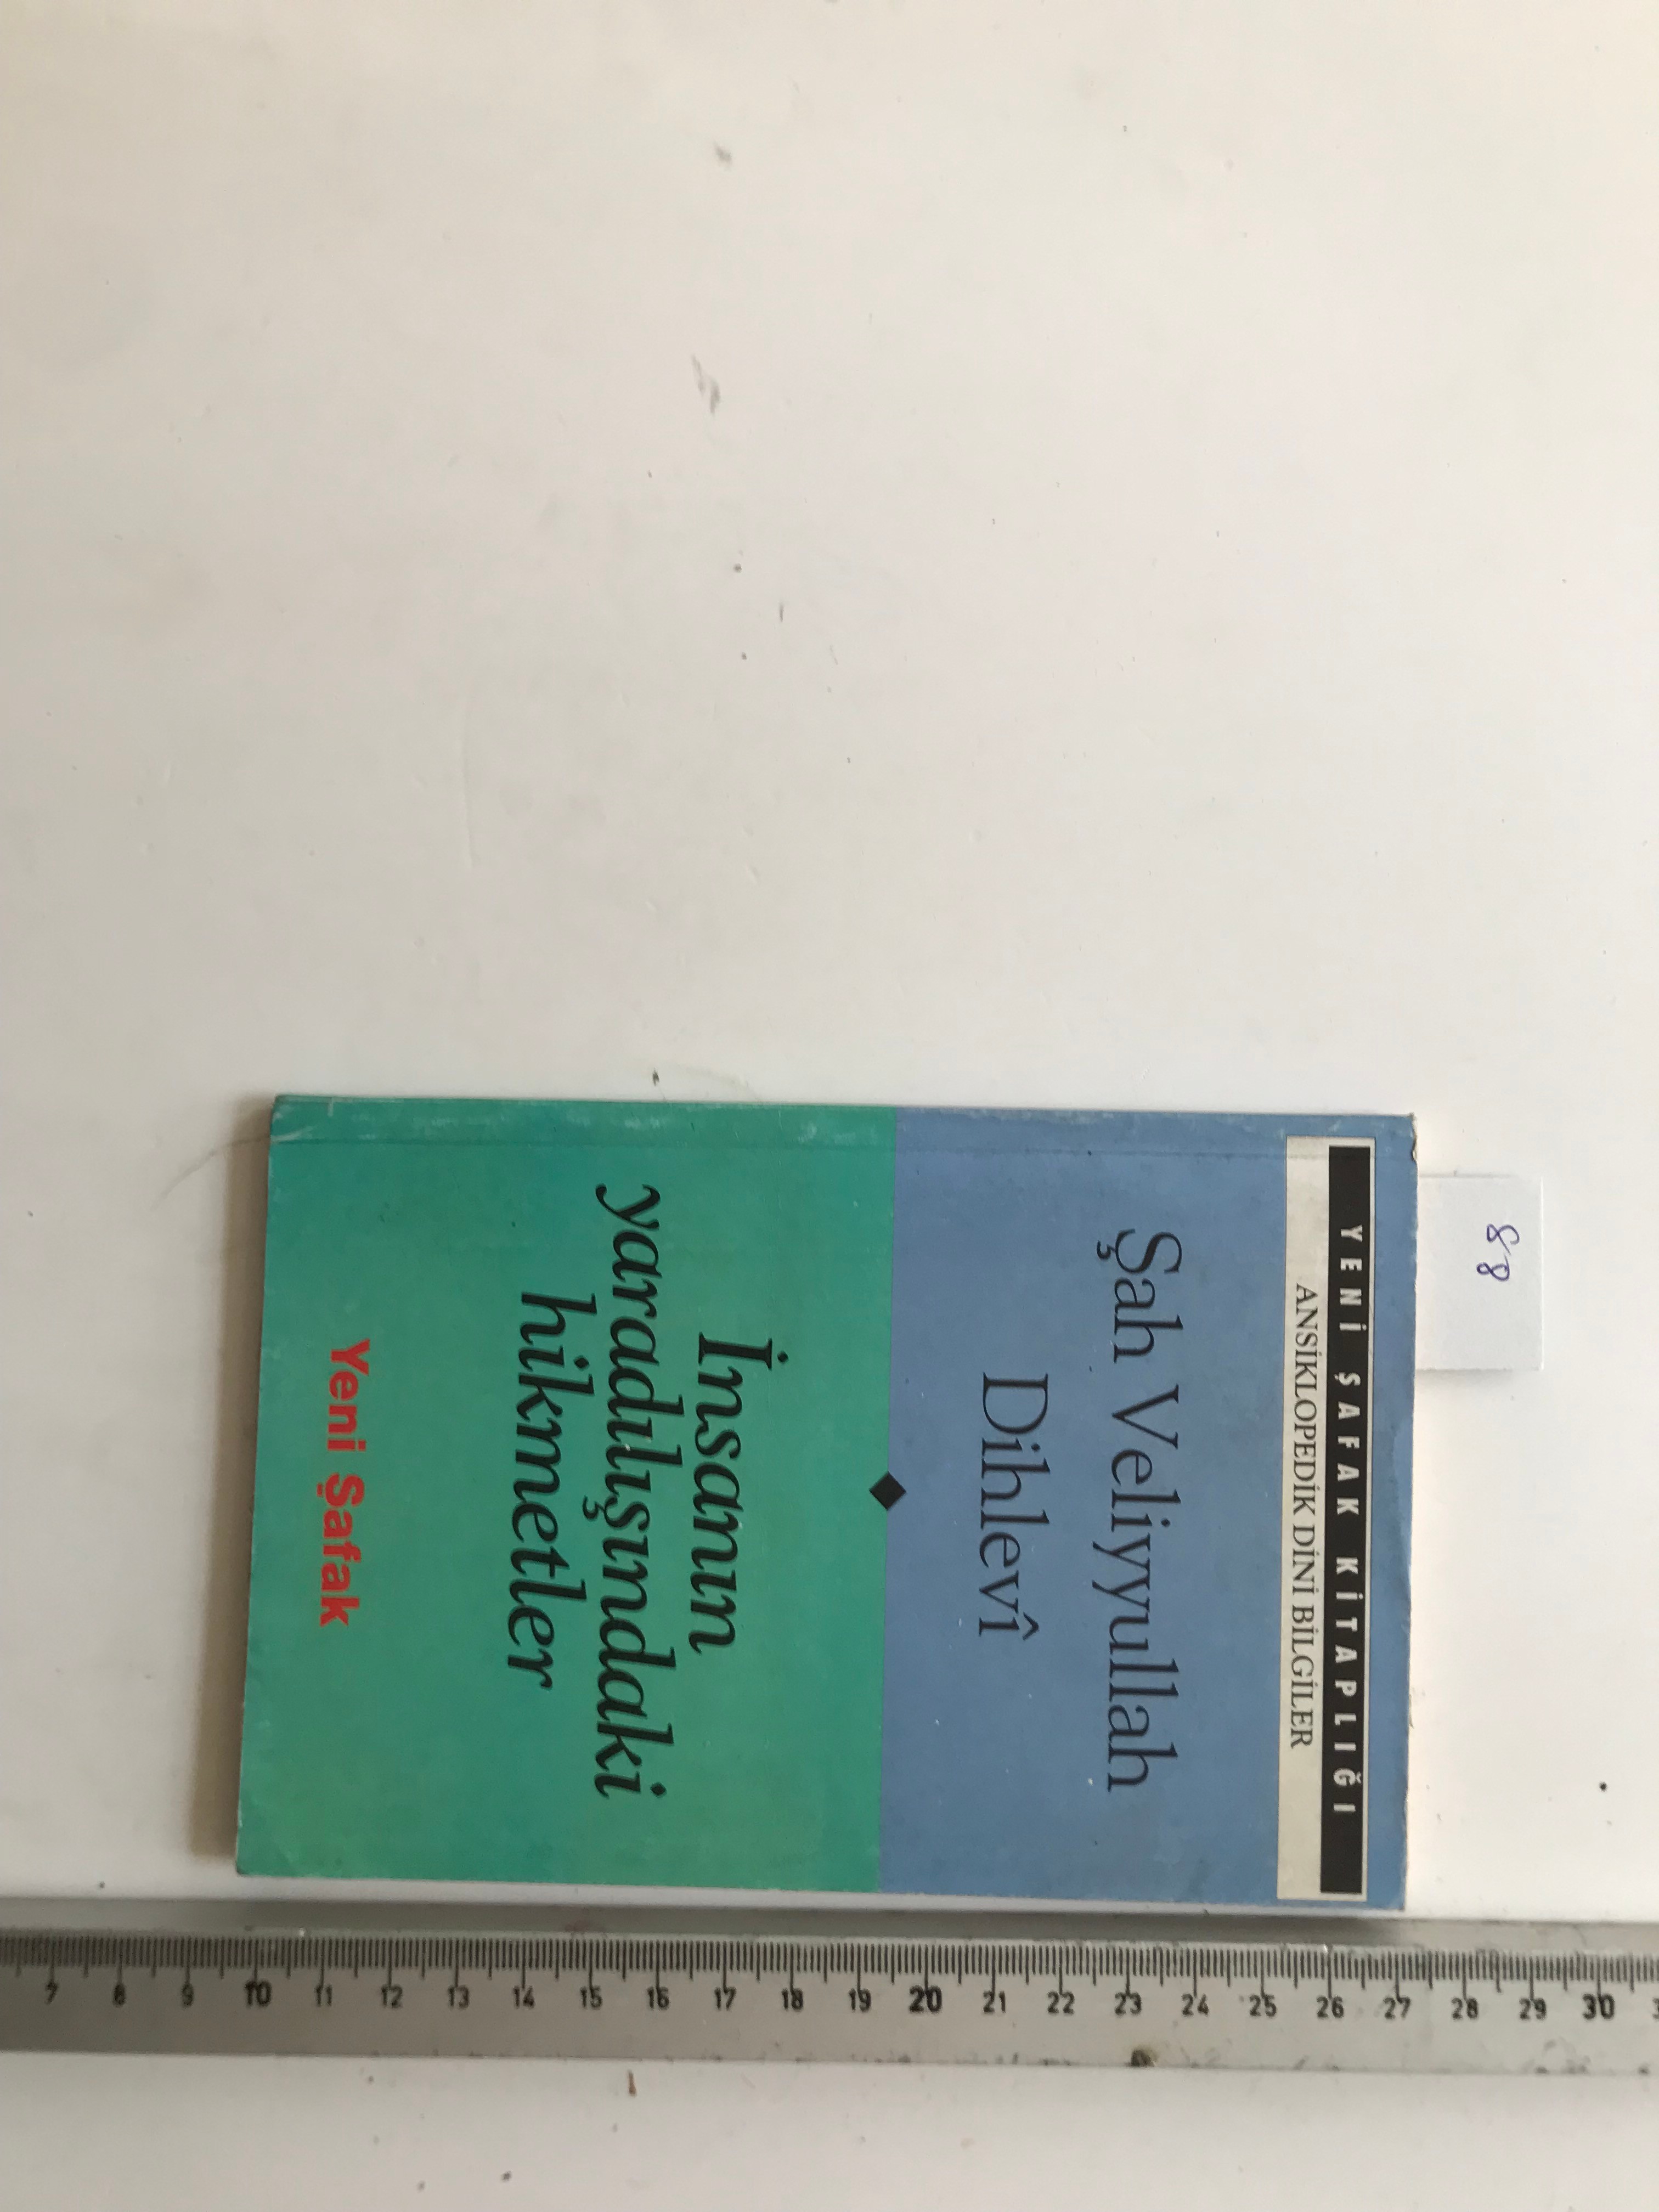 88
YENİ ŞAFAK KİTAPLIĞI
ANSİKLOPEDİK DİNİ BİLGİLER
Şah Veliyyullah
Dihlevî
İnsanın
yaradılışındaki
hikmetler
Yeni Şafak
7 8 9 10 11 12 13 14 15 16 17 18 19 20 21 22 23 24 25 26 27 28 29 30